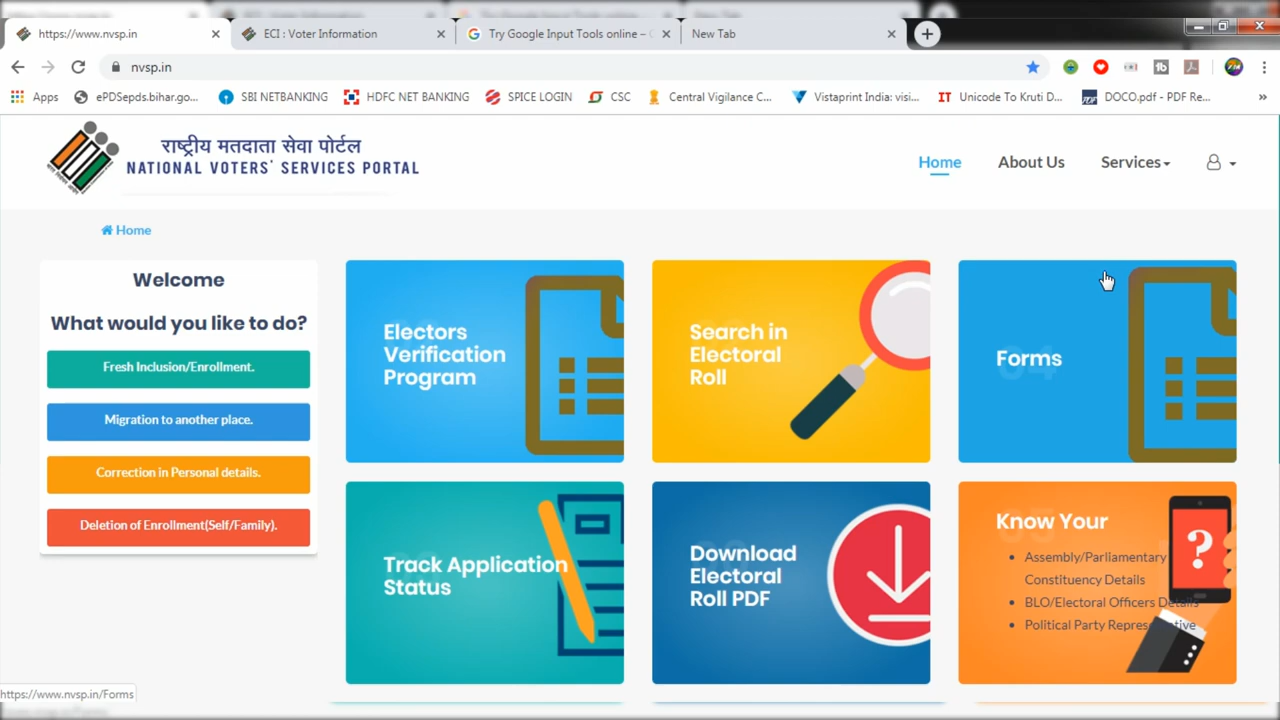 https://www.nvsp.in
ECI : Voter Information
Try Google Input Tools online –
New Tab
nvsp.in
Apps
ePDSepds.bihar.go...
SBI NETBANKING
HDFC NET BANKING
SPICE LOGIN
CSC
Central Vigilance C...
Vistaprint India: visi...
IT Unicode To Kruti D...
DOCO.pdf - PDF Re...
राष्ट्रीय मतदाता सेवा पोर्टल
NATIONAL VOTERS' SERVICES PORTAL
Home
About Us
Services
Home
Welcome
What would you like to do?
Fresh Inclusion/Enrollment.
Migration to another place.
Correction in Personal details.
Deletion of Enrollment(Self/Family).
Electors
Verification
Program
Search in
Electoral
Roll
Forms
Track Application
Status
Download
Electoral
Roll PDF
Know Your
Assembly/Parliamentary
Constituency Details
BLO/Electoral Officers Details
Political Party Representative
https://www.nvsp.in/Forms